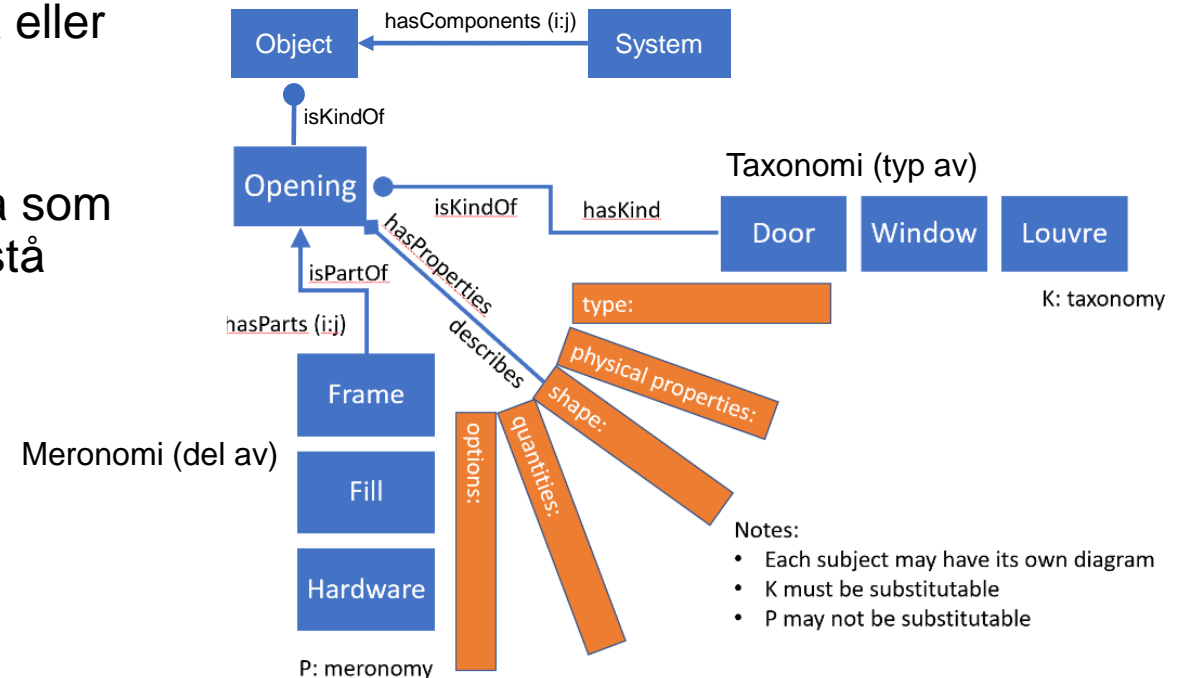 eller
hasComponents (i:j)
Object
System
isKindOf
Taxonomi (typ av)
Opening
som
isKindOf
hasKind
Door
Window
Louvre
stå
hasProperties
isPartOf
K: taxonomy
type:
hasParts (i:j)
describes
physical properties:
Frame
shape:
options:
quantities:
Meronomi (del av)
Fill
Notes:
• Each subject may have its own diagram
• K must be substitutable
• P may not be substitutable
Hardware
P: meronomy